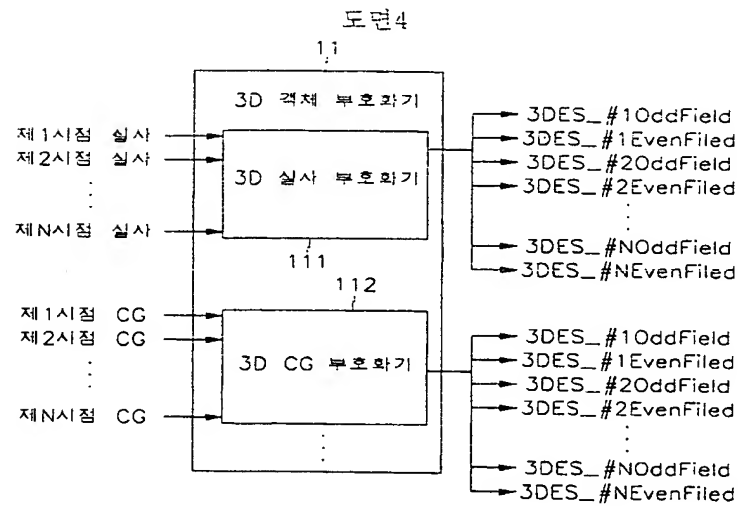 도면4
11
3D 객체 부호화기
제1시점 실사
제2시점 실사
제N시점 실사
3D 실사 부호화기
111
3DES_#1OddField
3DES_#1EvenFiled
3DES_#2OddField
3DES_#2EvenFiled
3DES_#NOddField
3DES_#NEvenFiled
112
제1시점 CG
제2시점 CG
제N시점 CG
3D CG 부호화기
3DES_#1OddField
3DES_#1EvenFiled
3DES_#2OddField
3DES_#2EvenFiled
3DES_#NOddField
3DES_#NEvenFiled